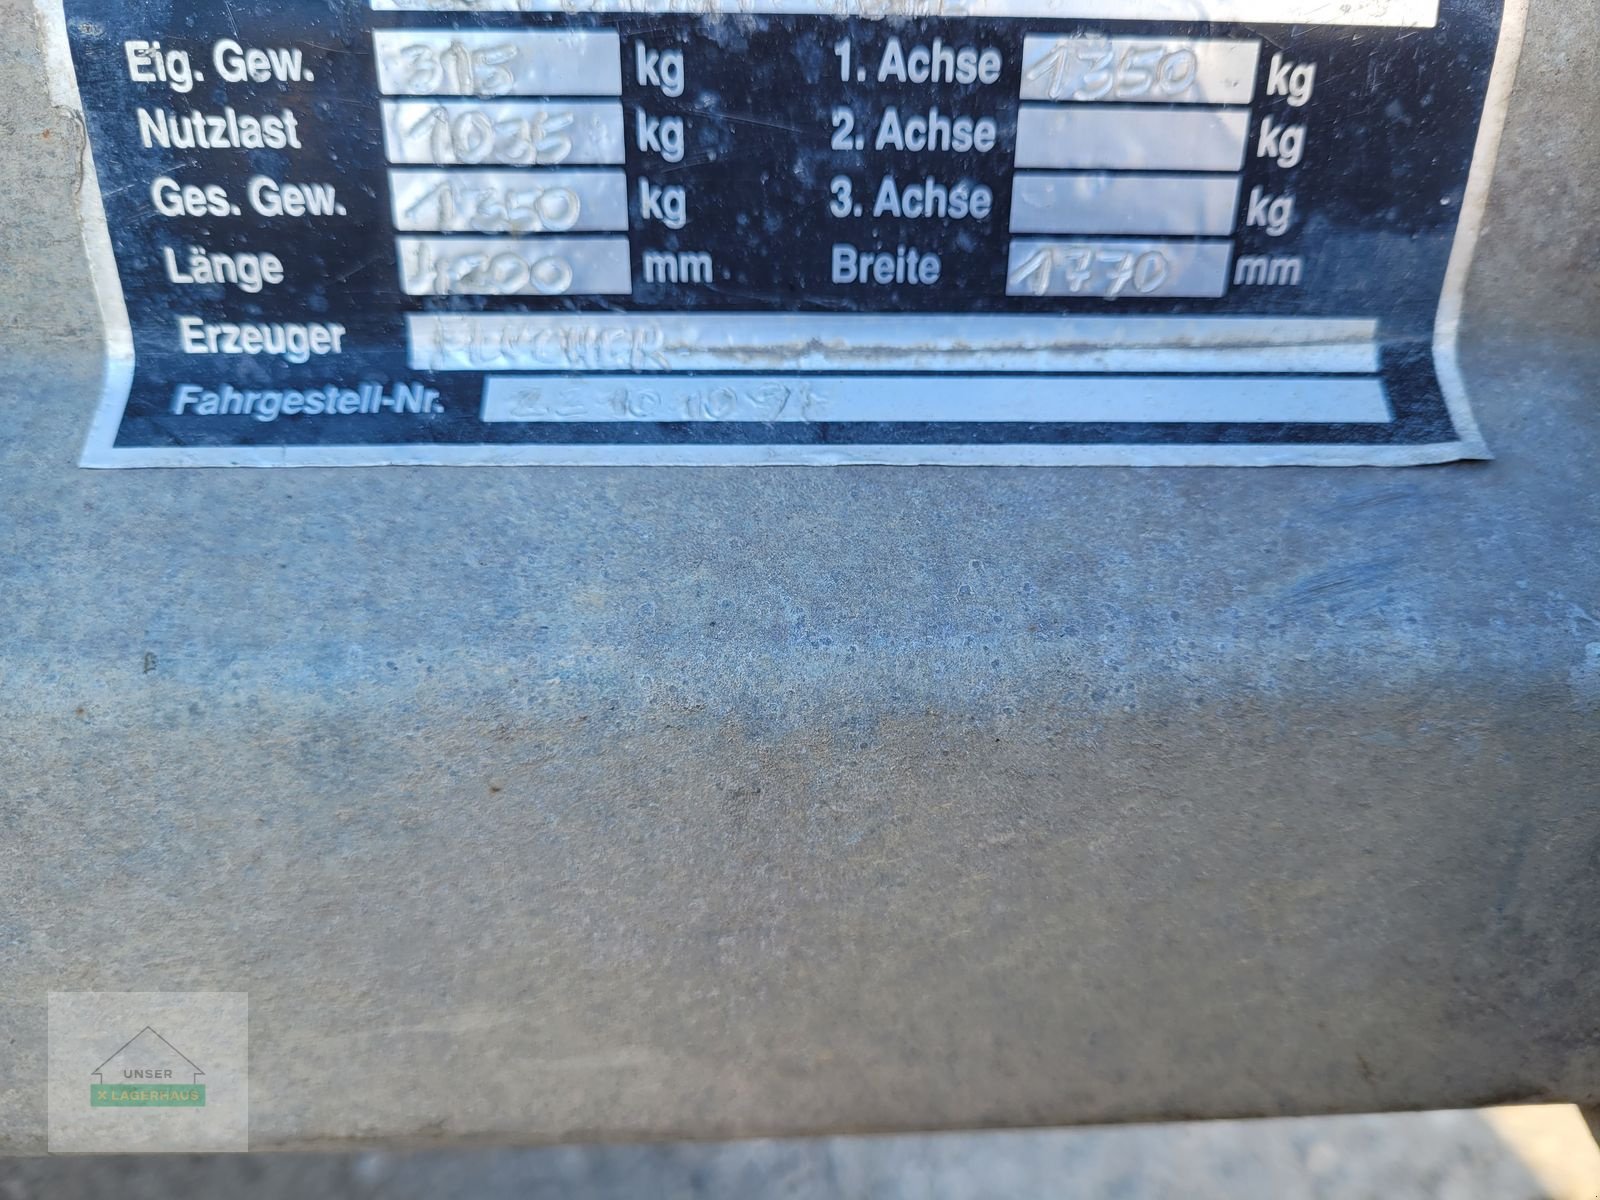 Eig. Gew. 315 kg 1. Achse 1350 kg
Nutzlast 1035 kg 2. Achse kg
Ges. Gew. 1350 kg 3. Achse kg
Länge 4200 mm Breite 1770 mm
Erzeuger
Fahrgestell-Nr.
UNSER
X LAGERHAUS